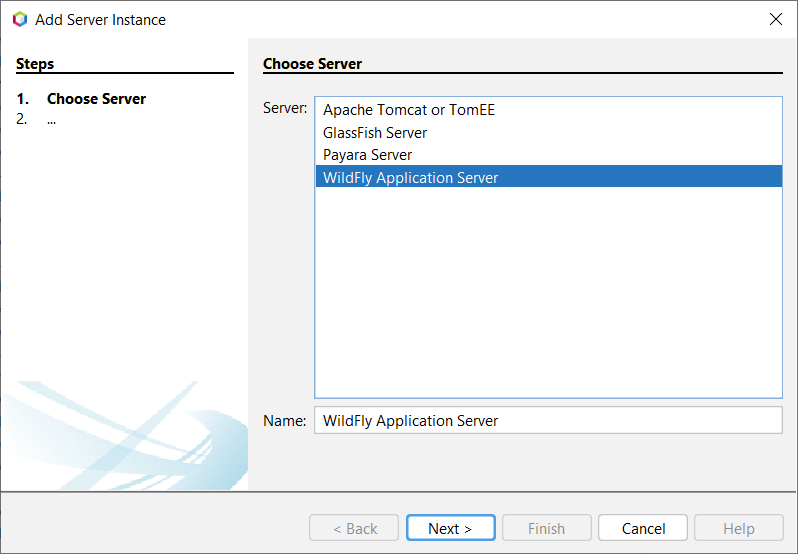 Add Server Instance
Steps
1. Choose Server
2. ...
Choose Server
Server:
Apache Tomcat or TomEE
GlassFish Server
Payara Server
WildFly Application Server
Name: WildFly Application Server
< Back Next > Finish Cancel Help